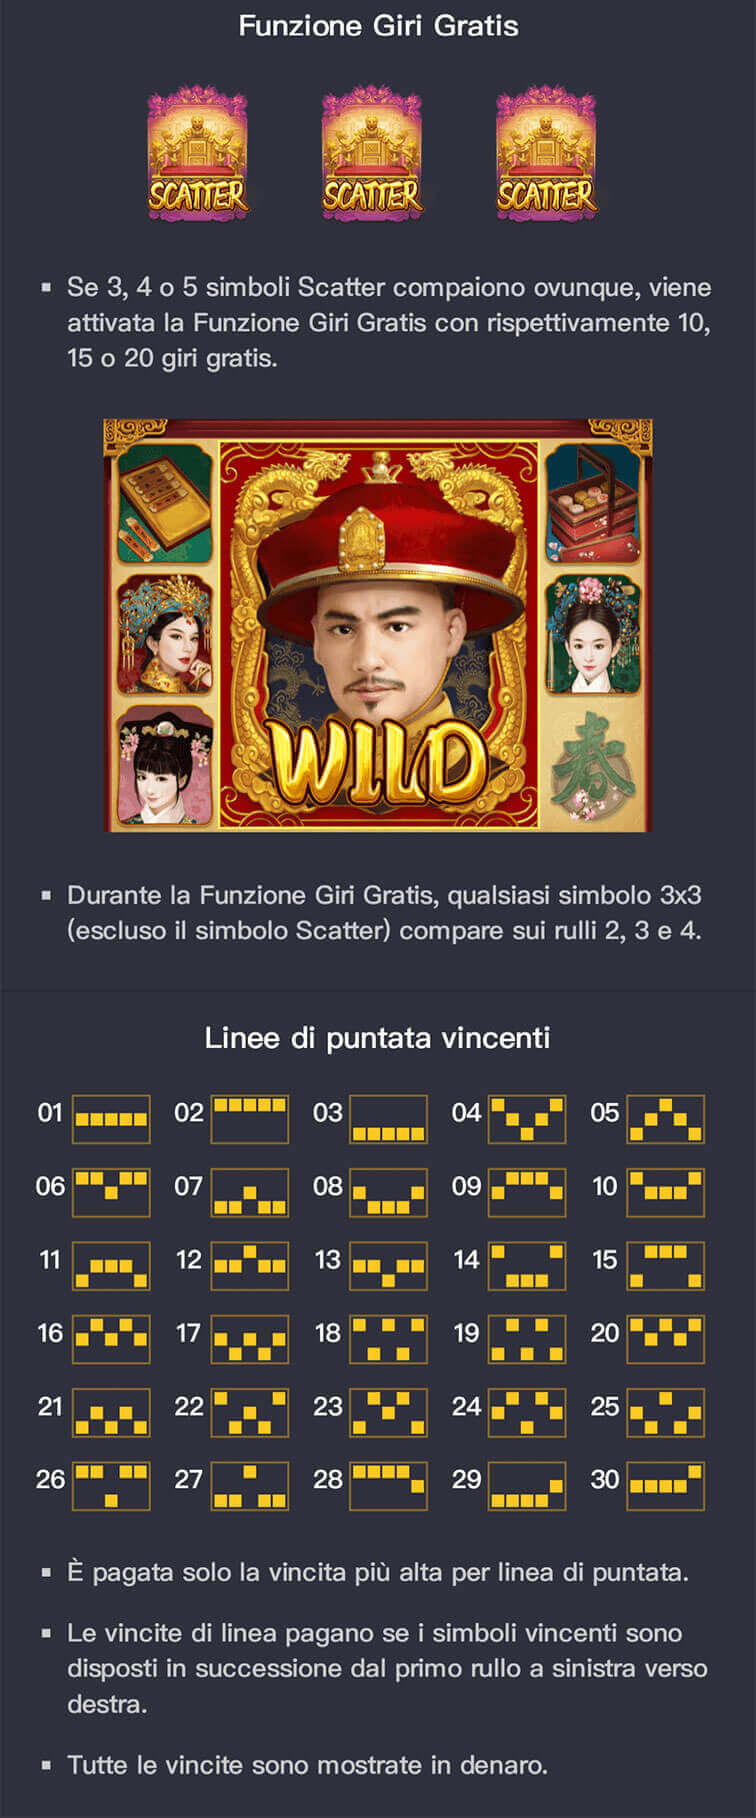 Funzione Giri Gratis
SCATTER SCATTER SCATTER
▪ Se 3, 4 o 5 simboli Scatter compaiono ovunque, viene
attivata la Funzione Giri Gratis con rispettivamente 10,
15 o 20 giri gratis.
WILD
春
▪ Durante la Funzione Giri Gratis, qualsiasi simbolo 3x3
(escluso il simbolo Scatter) compare sui rulli 2, 3 e 4.
Linee di puntata vincenti
01 02 03 04 05
06 07 08 09 10
11 12 13 14 15
16 17 18 19 20
21 22 23 24 25
26 27 28 29 30
▪ È pagata solo la vincita più alta per linea di puntata.
▪ Le vincite di linea pagano se i simboli vincenti sono
disposti in successione dal primo rullo a sinistra verso
destra.
▪ Tutte le vincite sono mostrate in denaro.